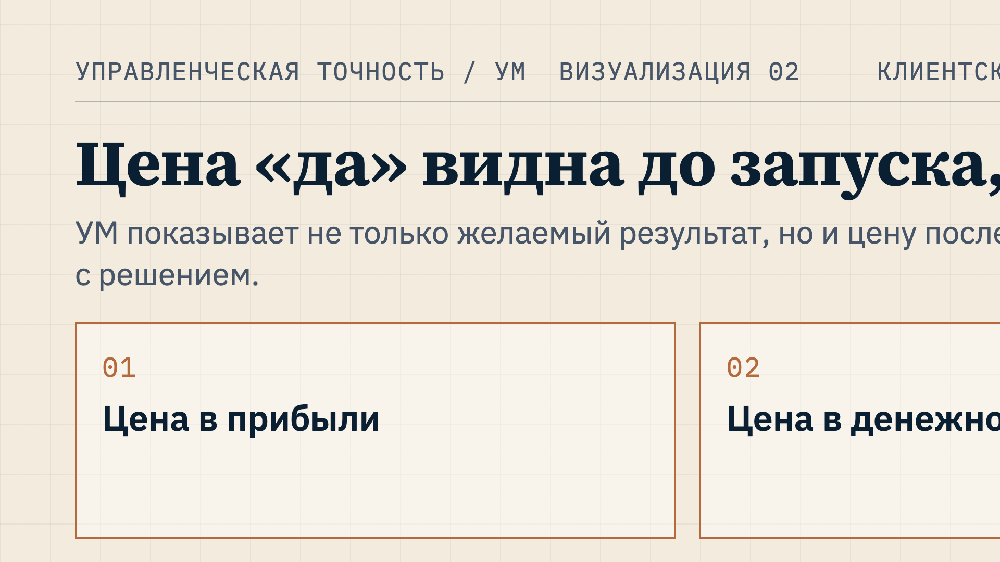 УПРАВЛЕНЧЕСКАЯ ТОЧНОСТЬ / УМ ВИЗУАЛИЗАЦИЯ 02
Цена «да» видна до запуска,
УМ показывает не только желаемый результат, но и цену
с решением.
01
Цена в прибыли
02
Цена в